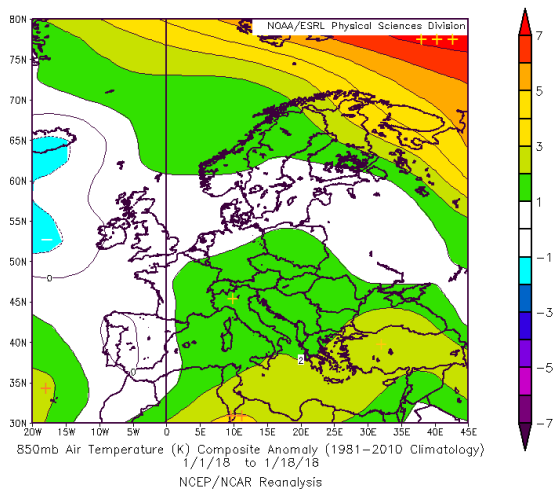 NOAA/ESRL Physical Sciences Division
80N
75N
70N
65N
60N
55N
50N
45N
40N
35N
30N
20W 15W 10W 5W 0 5E 10E 15E 20E 25E 30E 35E 40E 45E
0
0
2
7
5
3
1
-1
-3
-5
-7
850mb Air Temperature (K) Composite Anomaly (1981-2010 Climatology)
1/1/18 to 1/18/18
NCEP/NCAR Reanalysis